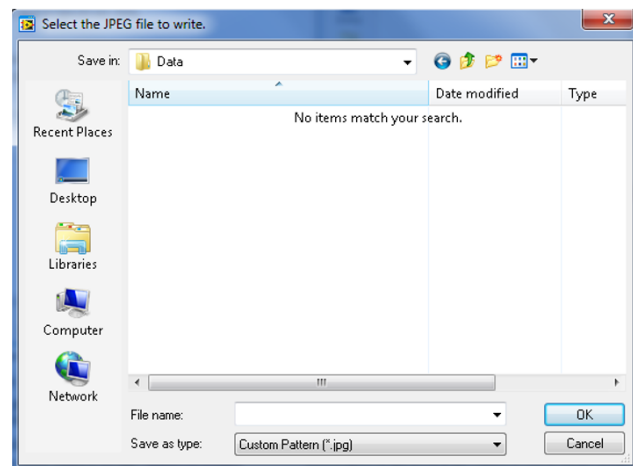 Select the JPEG file to write.
Save in: Data
Name Date modified Type
No items match your search.
Recent Places
Desktop
Libraries
Computer
Network
File name: OK
Save as type: Custom Pattern (*.jpg) Cancel